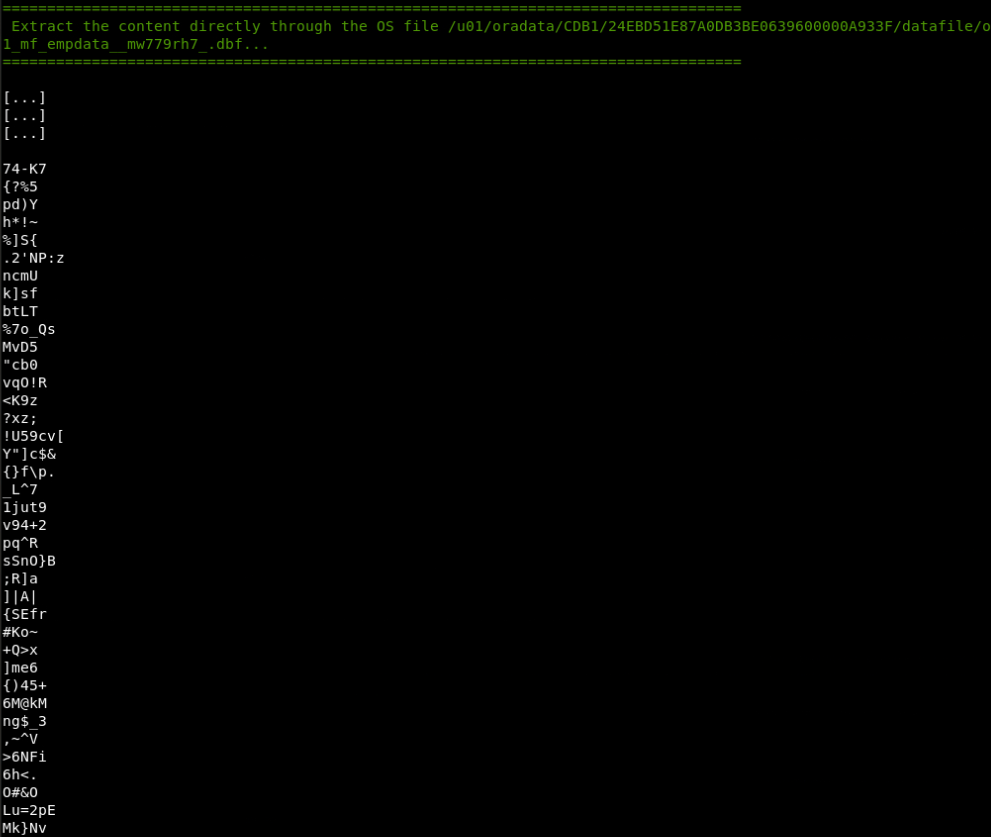 ===================================================================================
Extract the content directly through the OS file /u01/oradata/CDB1/24EBD51E87A0DB3BE0639600000A933F/datafile/o
1_mf_empdata__mw779rh7_.dbf...
===================================================================================
[...]
[...]
[...]
74-K7
{?%5
pd)Y
h*!~
%]S{
.2'NP:z
ncmU
k]sf
btLT
%7o_Qs
MvD5
"cb0
vqO!R
<K9z
?xz;
!U59cv[
Y"]c$&
{}f\p.
_L^7
1jut9
v94+2
pq^R
sSnO}B
;R]a
]|A|
{SEfr
#Ko~
+Q>x
]me6
{)45+
6M@kM
ng$_3
,~^V
>6NFi
6h<.
O#&O
Lu=2pE
Mk}Nv